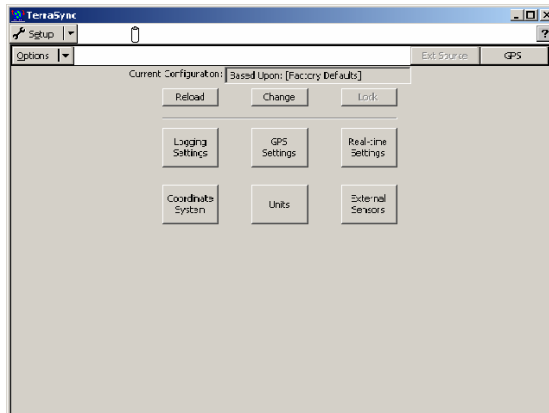 TerraSync
Setup
?
Options
Ext Source
GPS
Current Configuration: Based Upon: [Factory Defaults]
Reload
Change
Lock
Logging Settings
GPS Settings
Real-time Settings
Coordinate System
Units
External Sensors